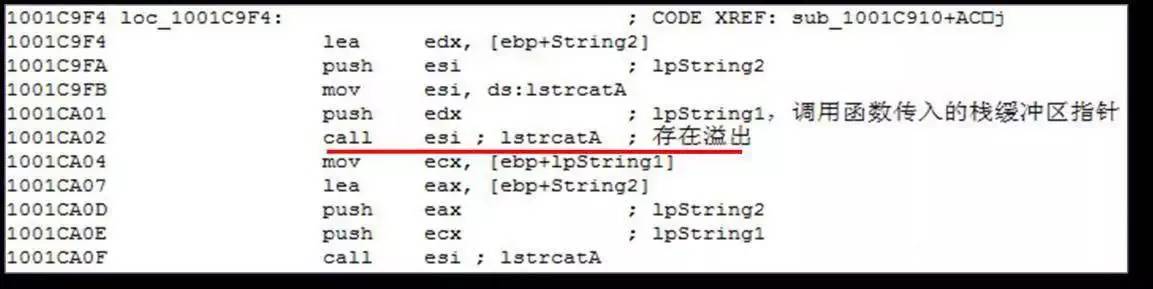 1001C9F4 loc_1001C9F4: ; CODE XREF: sub_1001C910+AC□j
1001C9F4 lea edx, [ebp+String2]
1001C9FA push esi ; lpString2
1001C9FB mov esi, ds:lstrcatA
1001CA01 push edx ; lpString1, 调用函数传入的栈缓冲区指针
1001CA02 call esi ; lstrcatA ; 存在溢出
1001CA04 mov ecx, [ebp+lpString1]
1001CA07 lea eax, [ebp+String2]
1001CA0D push eax ; lpString2
1001CA0E push ecx ; lpString1
1001CA0F call esi ; lstrcatA